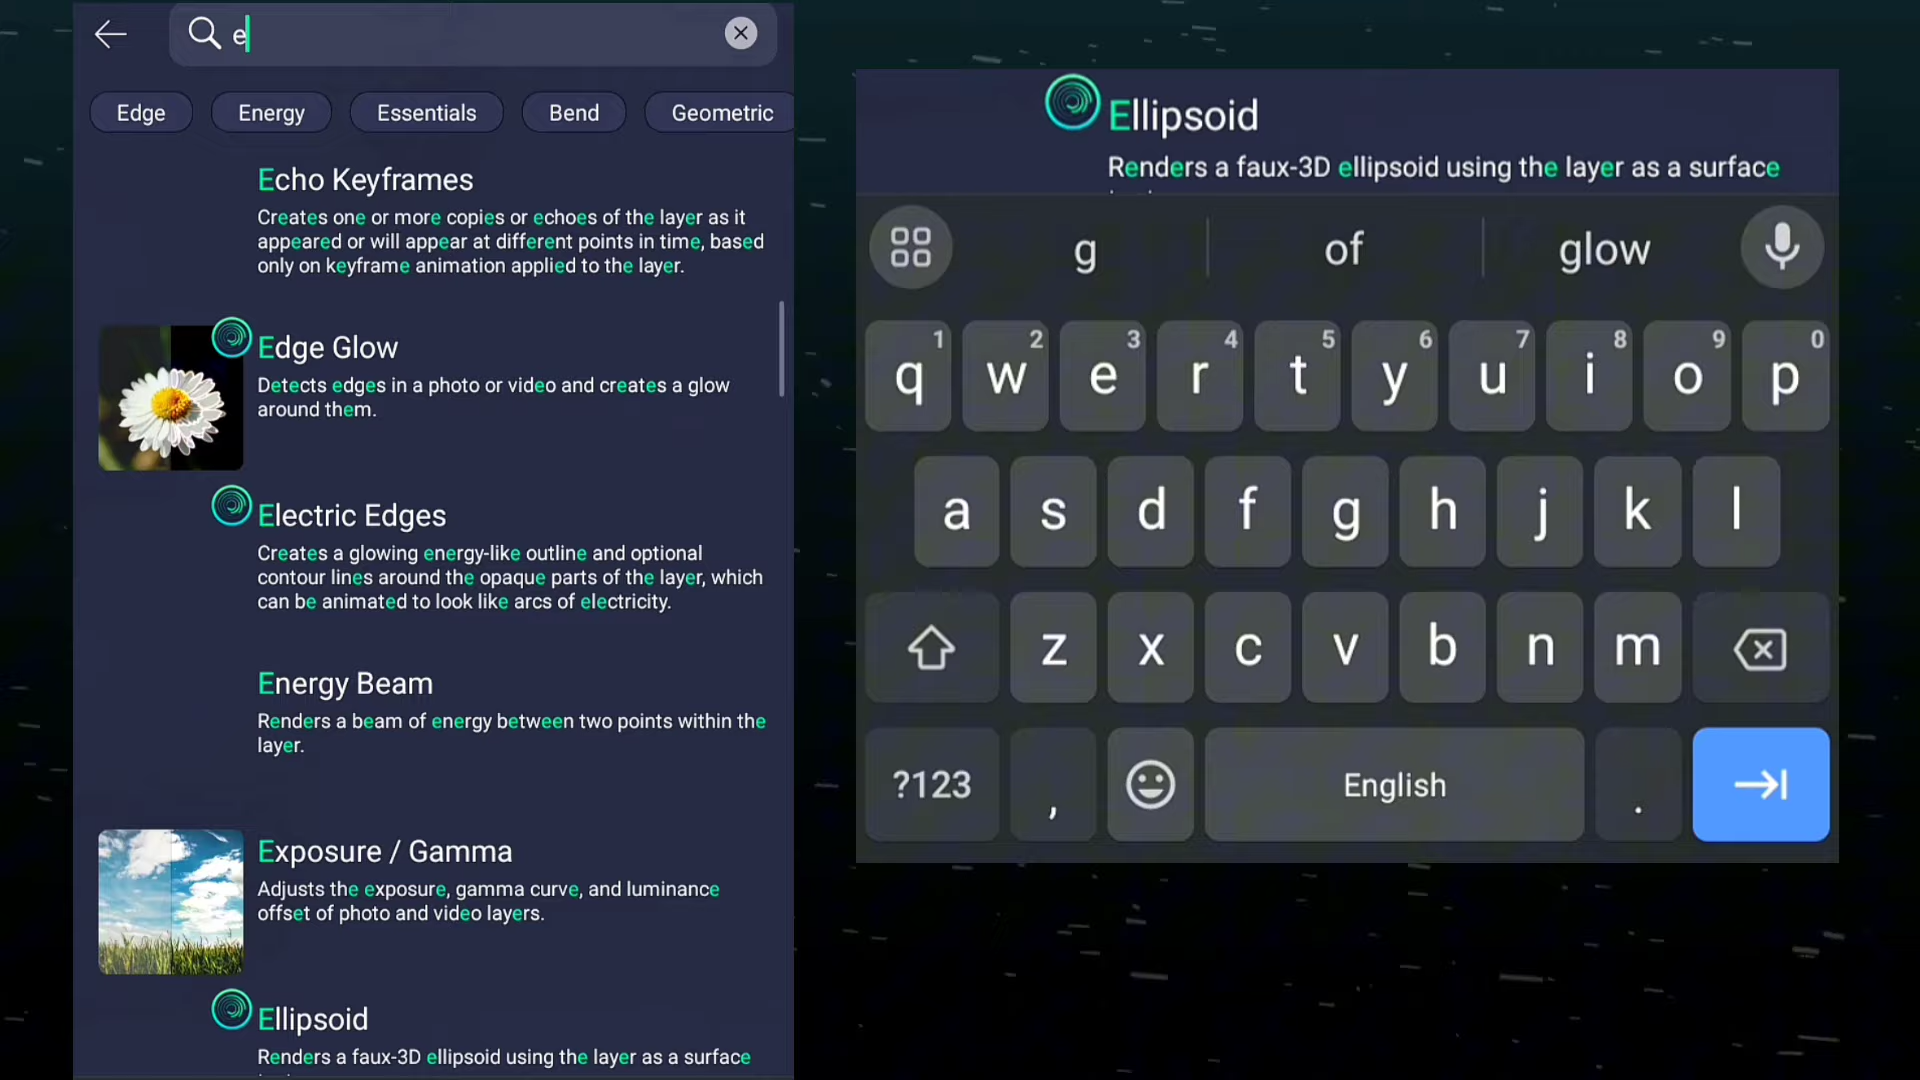 e
Edge Energy Essentials Bend Geometric
Echo Keyframes
Creates one or more copies or echoes of the layer as it
appeared or will appear at different points in time, based
only on keyframe animation applied to the layer.
Edge Glow
Detects edges in a photo or video and creates a glow
around them.
Electric Edges
Creates a glowing energy-like outline and optional
contour lines around the opaque parts of the layer, which
can be animated to look like arcs of electricity.
Energy Beam
Renders a beam of energy between two points within the
layer.
Exposure / Gamma
Adjusts the exposure, gamma curve, and luminance
offset of photo and video layers.
Ellipsoid
Renders a faux-3D ellipsoid using the layer as a surface
Ellipsoid
Renders a faux-3D ellipsoid using the layer as a surface
g of glow
1 2 3 4 5 6 7 8 9 0
q w e r t y u i o p
a s d f g h j k l
z x c v b n m
?123 , English .